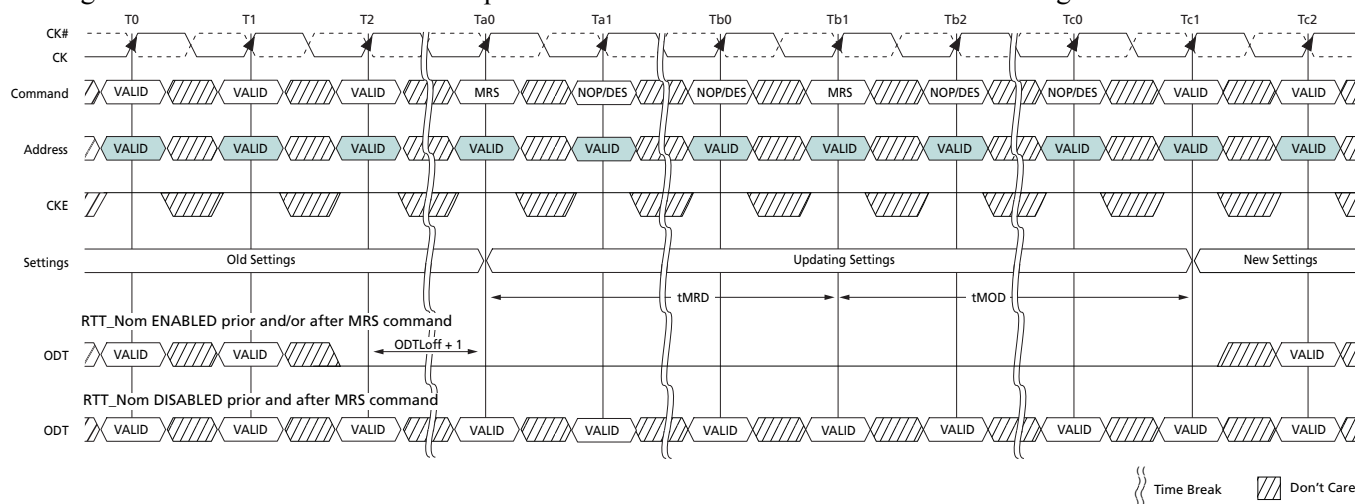 T0 T1 T2 Ta0 Ta1 Tb0 Tb1 Tb2 Tc0 Tc1 Tc2
CK#
CK
Command VALID VALID VALID MRS NOP/DES NOP/DES MRS NOP/DES NOP/DES VALID VALID
Address VALID VALID VALID VALID VALID VALID VALID VALID VALID VALID VALID
CKE
Settings Old Settings Updating Settings New Settings
tMRD tMOD
RTT_Nom ENABLED prior and/or after MRS command
ODT VALID VALID ODTLoff + 1 VALID
RTT_Nom DISABLED prior and after MRS command
ODT VALID VALID VALID VALID VALID VALID VALID VALID VALID VALID VALID
Time Break Don't Care